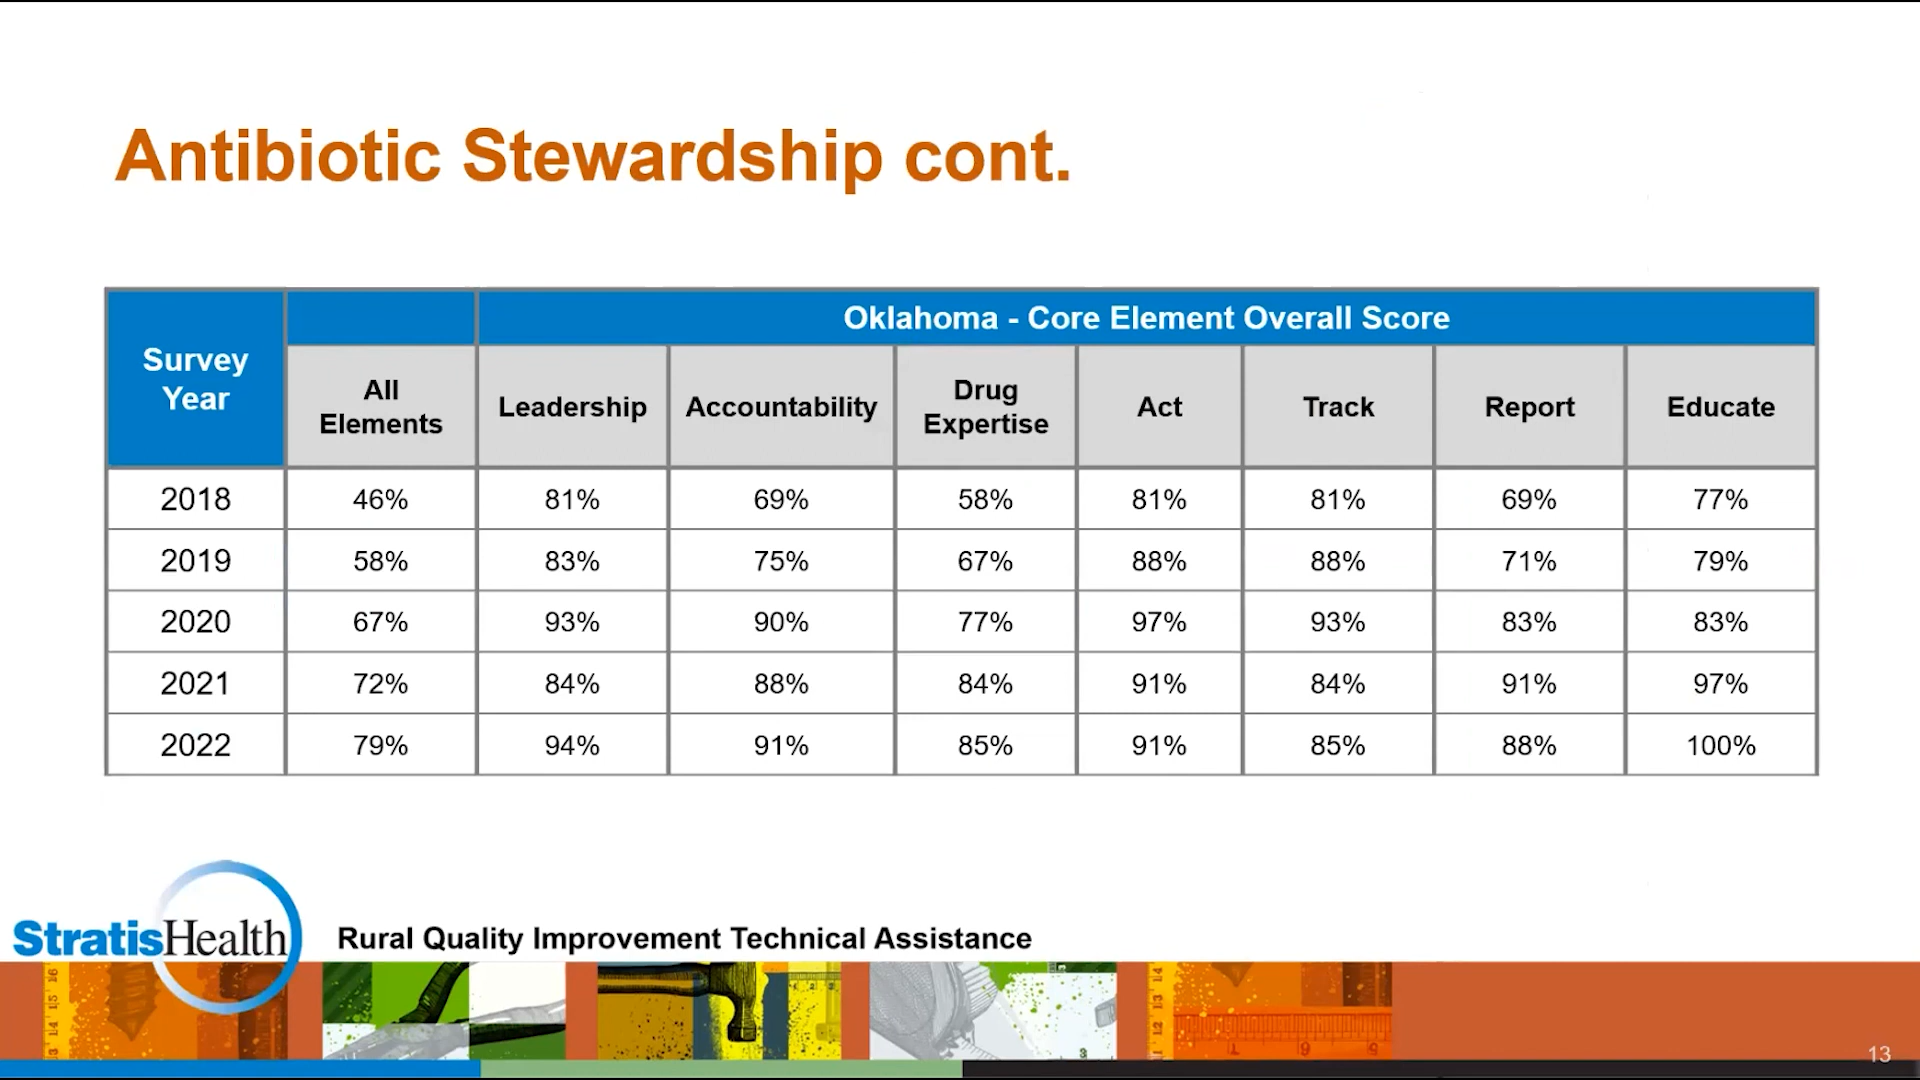 Antibiotic Stewardship cont.
Survey Year
Oklahoma - Core Element Overall Score
All Elements
Leadership
Accountability
Drug Expertise
Act
Track
Report
Educate
2018 46% 81% 69% 58% 81% 81% 69% 77%
2019 58% 83% 75% 67% 88% 88% 71% 79%
2020 67% 93% 90% 77% 97% 93% 83% 83%
2021 72% 84% 88% 84% 91% 84% 91% 97%
2022 79% 94% 91% 85% 91% 85% 88% 100%
StratisHealth
Rural Quality Improvement Technical Assistance
13